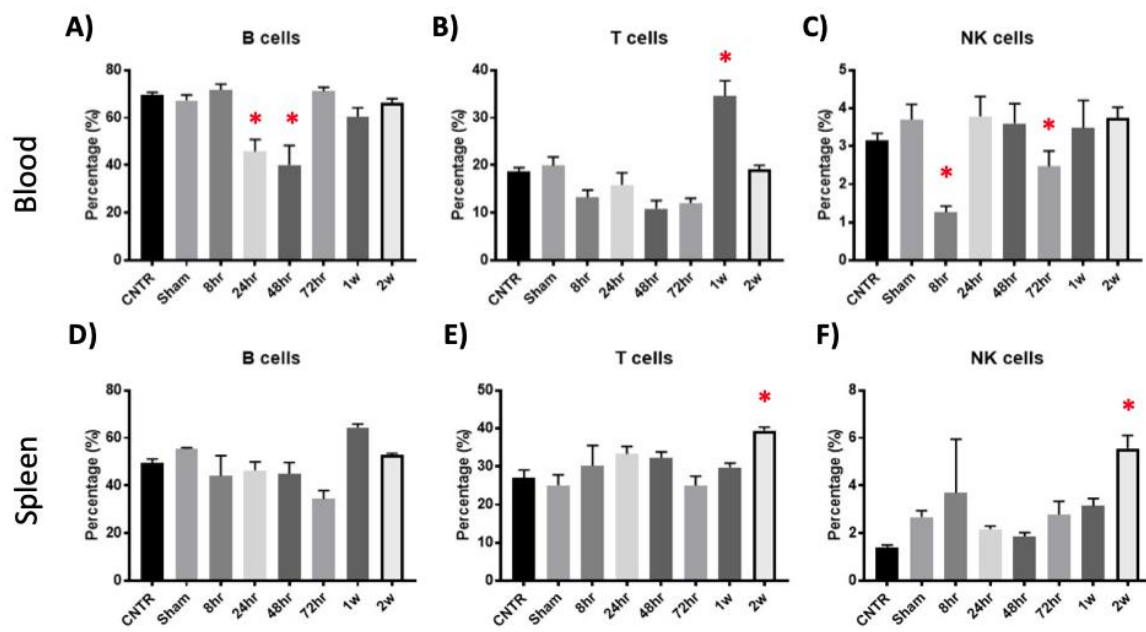 A)
B cells
Percentage (%)
80
60
40
20
0
*
*
CNTR
Sham
8hr
24hr
48hr
72hr
1w
2w
B)
T cells
Percentage (%)
40
30
20
10
0
*
CNTR
Sham
8hr
24hr
48hr
72hr
1w
2w
C)
NK cells
Percentage (%)
5
4
3
2
1
0
*
*
CNTR
Sham
8hr
24hr
48hr
72hr
1w
2w
Blood
D)
B cells
Percentage (%)
80
60
40
20
0
CNTR
Sham
8hr
24hr
48hr
72hr
1w
2w
E)
T cells
Percentage (%)
50
40
30
20
10
0
*
CNTR
Sham
8hr
24hr
48hr
72hr
1w
2w
F)
NK cells
Percentage (%)
8
6
4
2
0
*
CNTR
Sham
8hr
24hr
48hr
72hr
1w
2w
Spleen